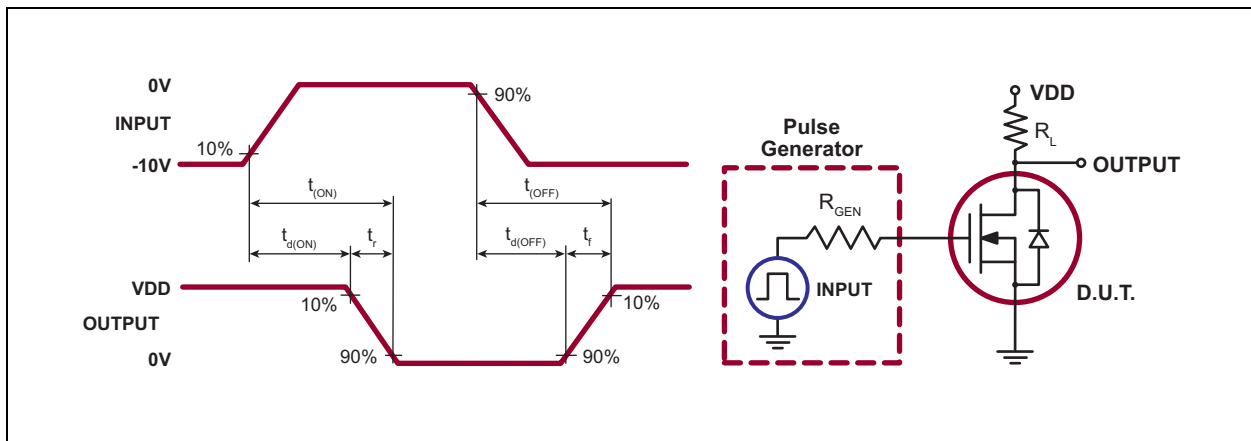 0V
INPUT
-10V
10%
90%
t(ON)
t(OFF)
td(ON)
tr
td(OFF)
tf
VDD
OUTPUT
0V
10%
90%
90%
10%
Pulse
Generator
RGEN
INPUT
VDD
RL
OUTPUT
D.U.T.